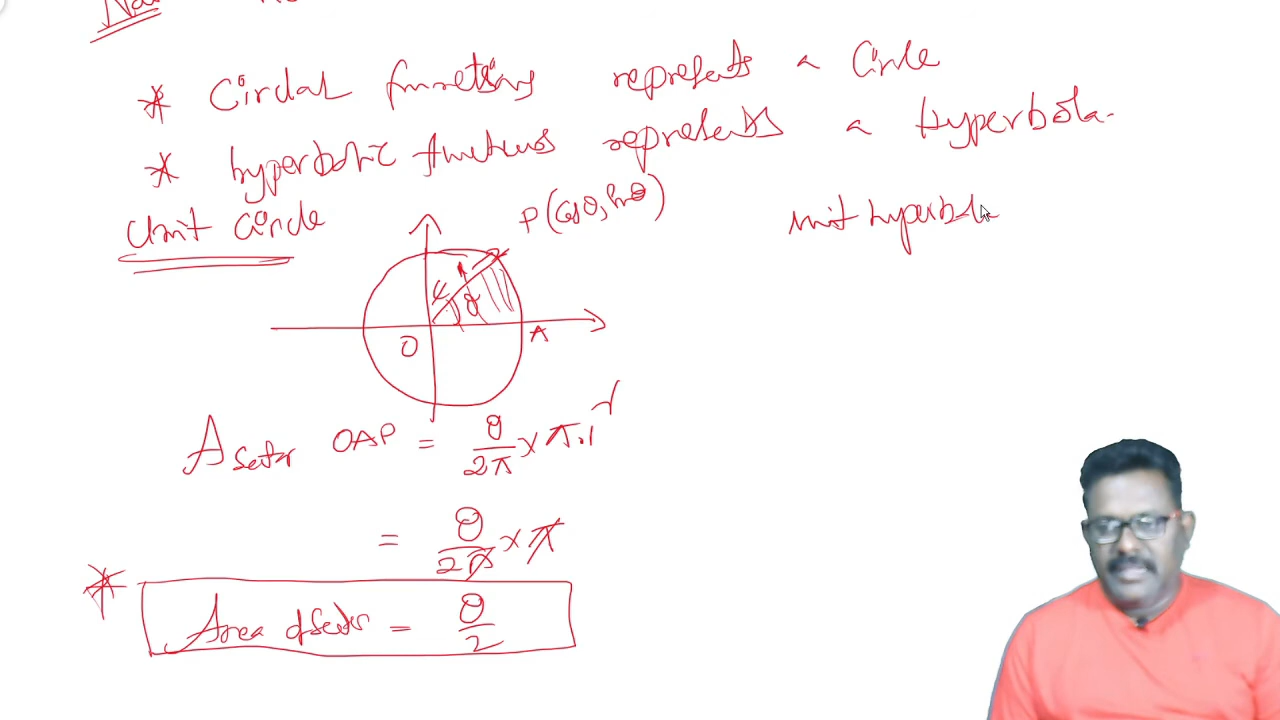 * Circular functions represents a Circle
* hyperbolic functions represents a Hyperbola.
Unit Circle
P(cosθ, sinθ)
unit hyperbola
θ
O
A
A sector OAP = θ/2π × π.1²
= θ/2π × π
* Area of sector = θ/2